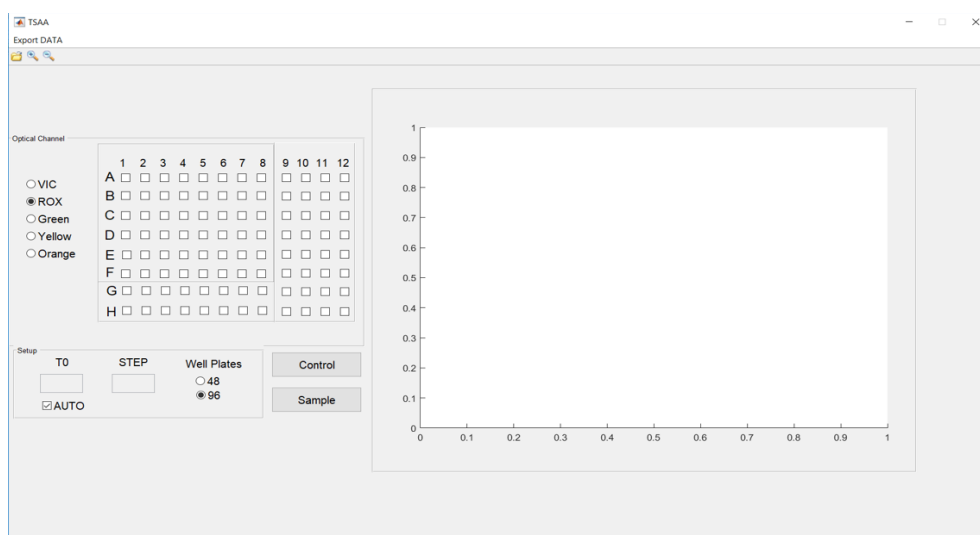 TSAA
Export DATA
Optical Channel
1 2 3 4 5 6 7 8 9 10 11 12
A
B
C
D
E
F
G
H
VIC
ROX
Green
Yellow
Orange
Setup
T0 STEP Well Plates
48
96
AUTO
Control
Sample
1
0.9
0.8
0.7
0.6
0.5
0.4
0.3
0.2
0.1
0
0 0.1 0.2 0.3 0.4 0.5 0.6 0.7 0.8 0.9 1